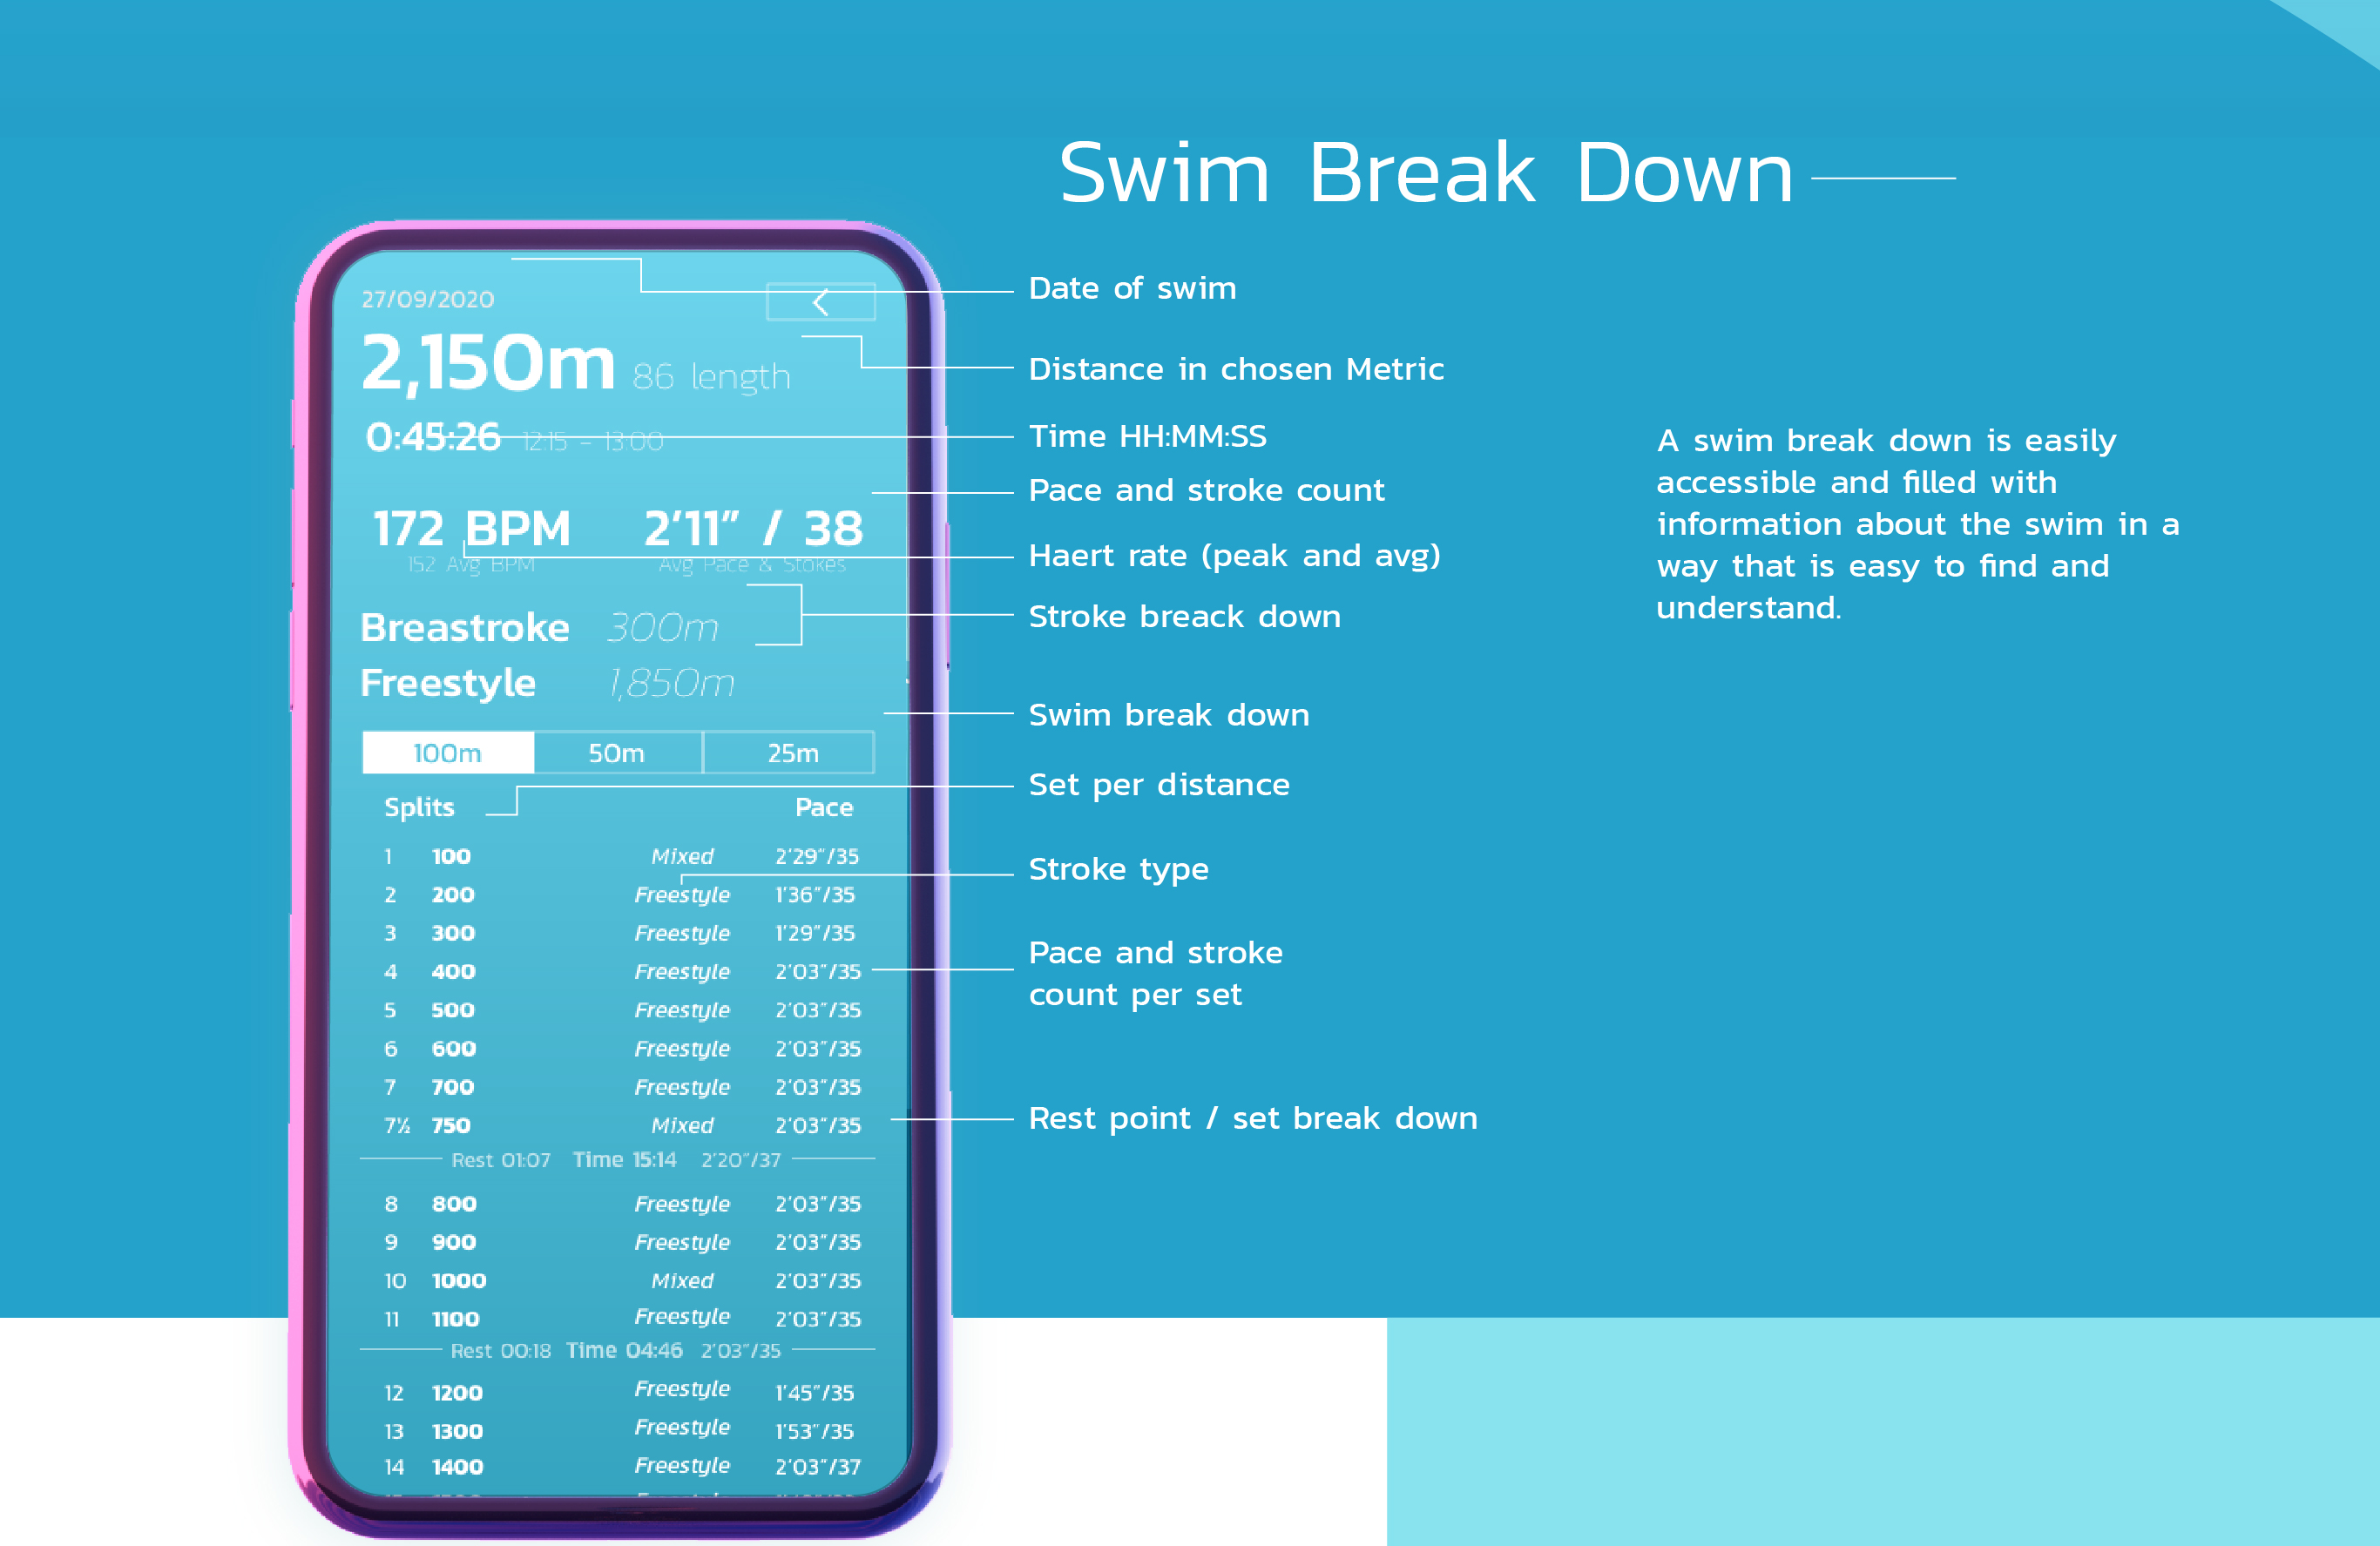 Swim Break Down
27/09/2020
2,150m 86 length
0:45:26 12:15 - 13:00
172 BPM 2'11" / 38
152 Avg BPM Avg Pace & Stokes
Breastroke 300m
Freestyle 1,850m
100m 50m 25m
Splits Pace
1 100 Mixed 2'29"/35
2 200 Freestyle 1'36"/35
3 300 Freestyle 1'29"/35
4 400 Freestyle 2'03"/35
5 500 Freestyle 2'03"/35
6 600 Freestyle 2'03"/35
7 700 Freestyle 2'03"/35
7½ 750 Mixed 2'03"/35
Rest 01:07 Time 15:14 2'20"/37
8 800 Freestyle 2'03"/35
9 900 Freestyle 2'03"/35
10 1000 Mixed 2'03"/35
11 1100 Freestyle 2'03"/35
Rest 00:18 Time 04:46 2'03"/35
12 1200 Freestyle 1'45"/35
13 1300 Freestyle 1'53"/35
14 1400 Freestyle 2'03"/37
Date of swim
Distance in chosen Metric
Time HH:MM:SS
Pace and stroke count
Haert rate (peak and avg)
Stroke breack down
Swim break down
Set per distance
Stroke type
Pace and stroke
count per set
Rest point / set break down
A swim break down is easily
accessible and filled with
information about the swim in a
way that is easy to find and
understand.